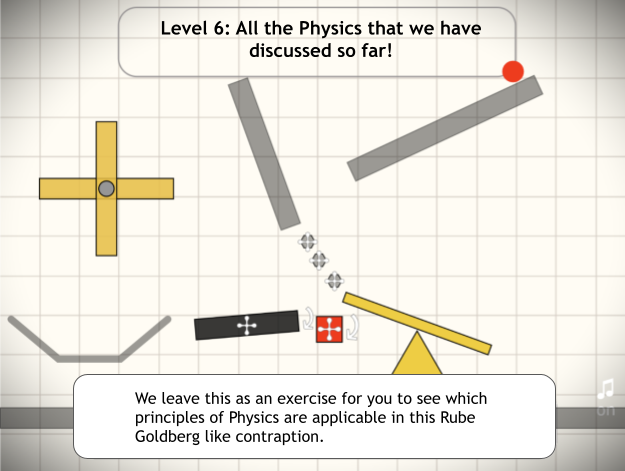 Level 6: All the Physics that we have
discussed so far!
We leave this as an exercise for you to see which
principles of Physics are applicable in this Rube
Goldberg like contraption.
on